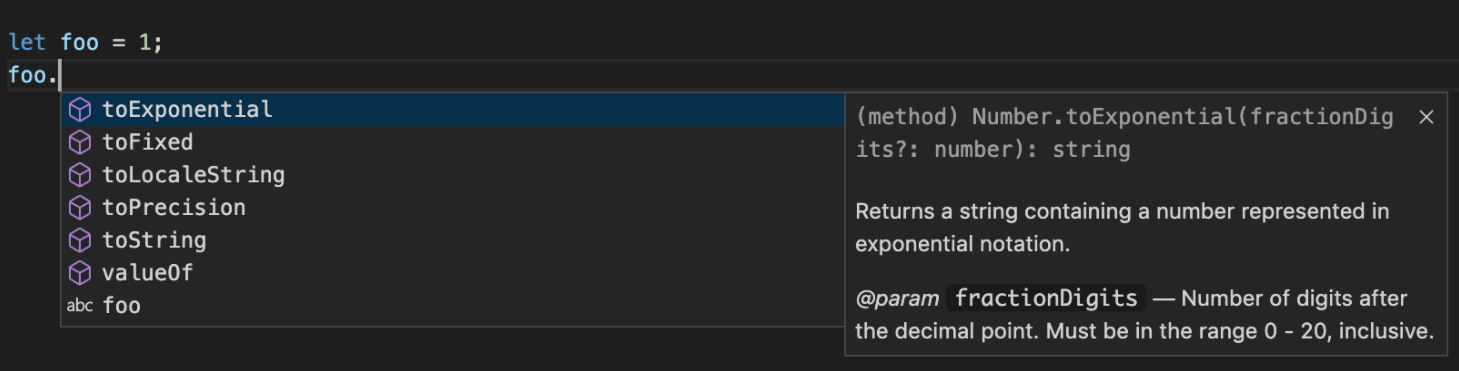 let foo = 1;
foo.
toExponential
toFixed
toLocaleString
toPrecision
toString
valueOf
abc foo
(method) Number.toExponential(fractionDig
its?: number): string
Returns a string containing a number represented in
exponential notation.
@param fractionDigits — Number of digits after
the decimal point. Must be in the range 0 - 20, inclusive.